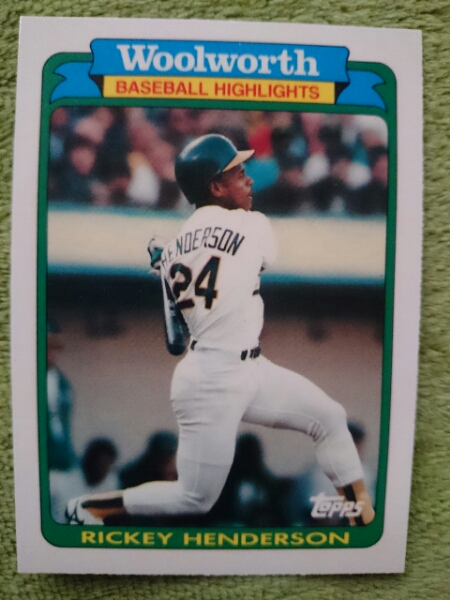 Woolworth
BASEBALL HIGHLIGHTS
HENDERSON
24
topps
RICKEY HENDERSON